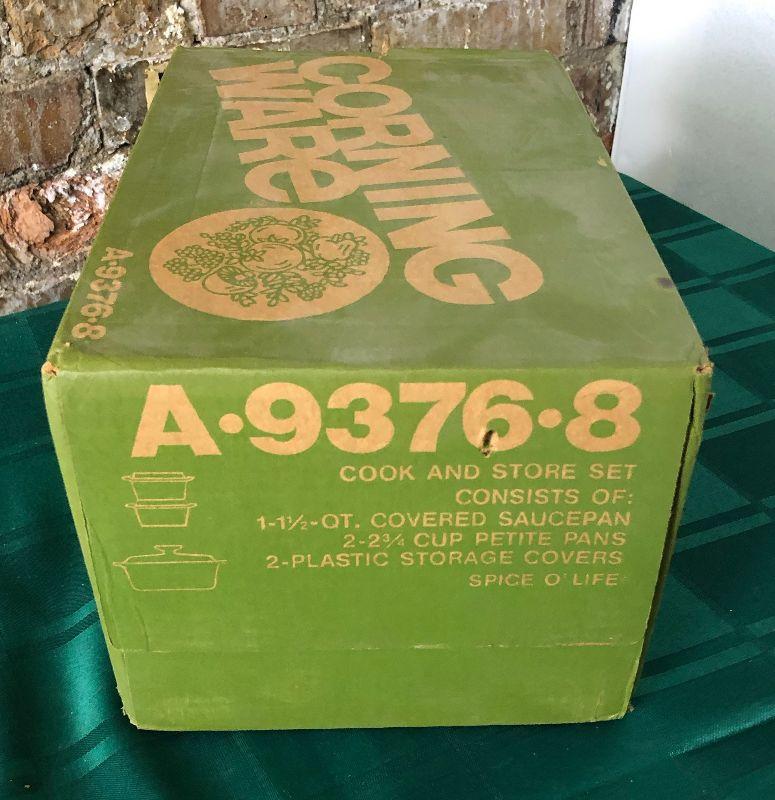 CORNING
WARE
A·9376·8
A·9376·8
COOK AND STORE SET
CONSISTS OF:
1-1½-QT. COVERED SAUCEPAN
2-2¾ CUP PETITE PANS
2-PLASTIC STORAGE COVERS
SPICE O' LIFE